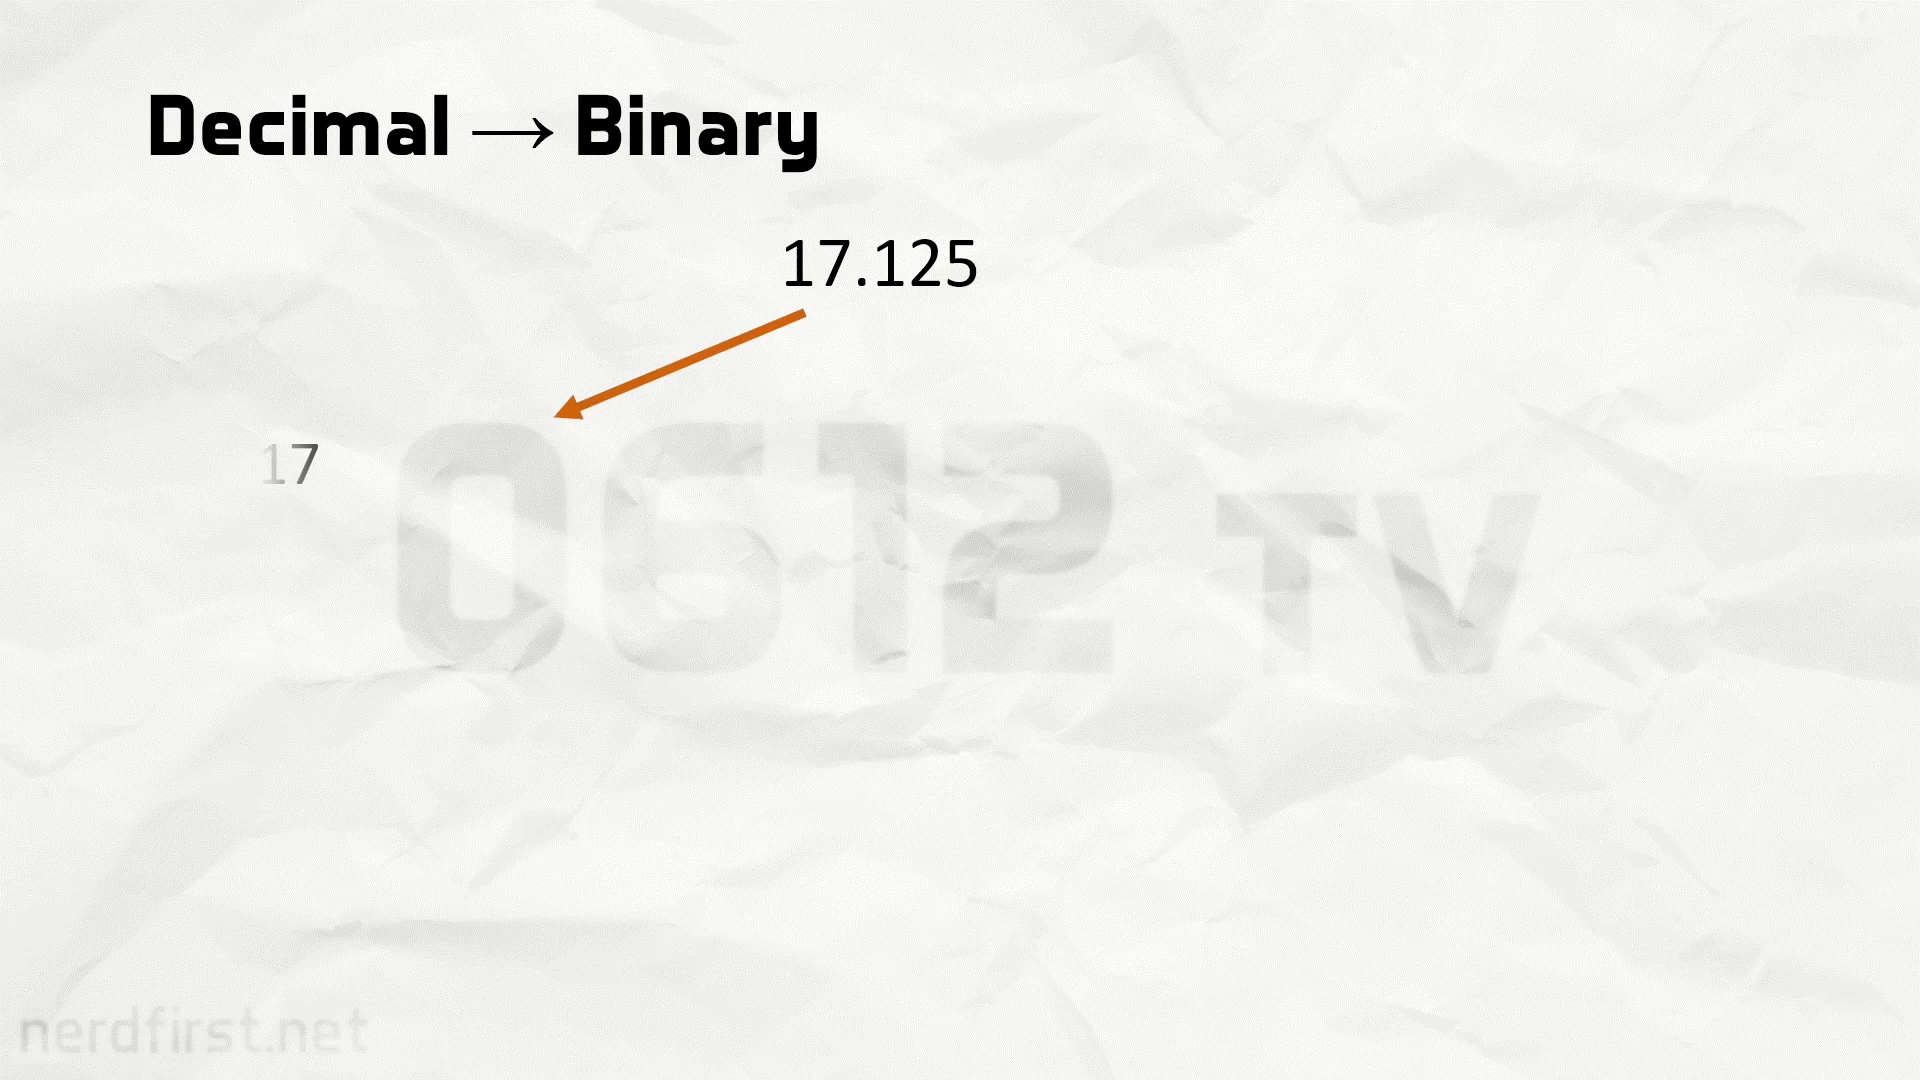 Decimal → Binary
17.125
17
0612 TV
nerdfirst.net